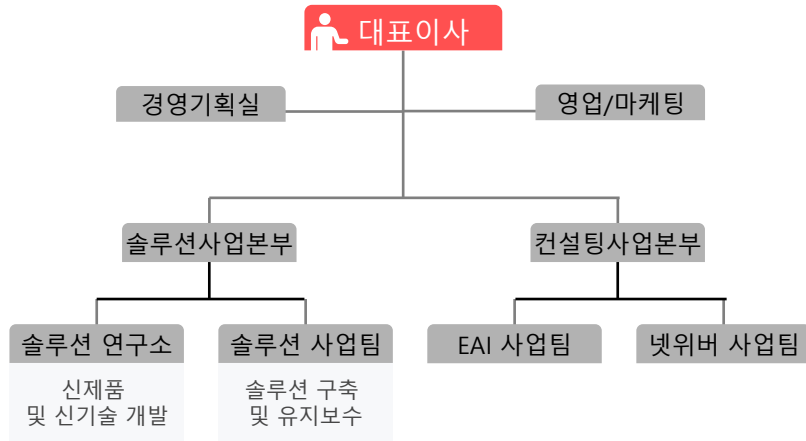 대표이사
경영기획실
영업/마케팅
솔루션사업본부
컨설팅사업본부
솔루션 연구소
솔루션 사업팀
EAI 사업팀
넷위버 사업팀
신제품
및 신기술 개발
솔루션 구축
및 유지보수